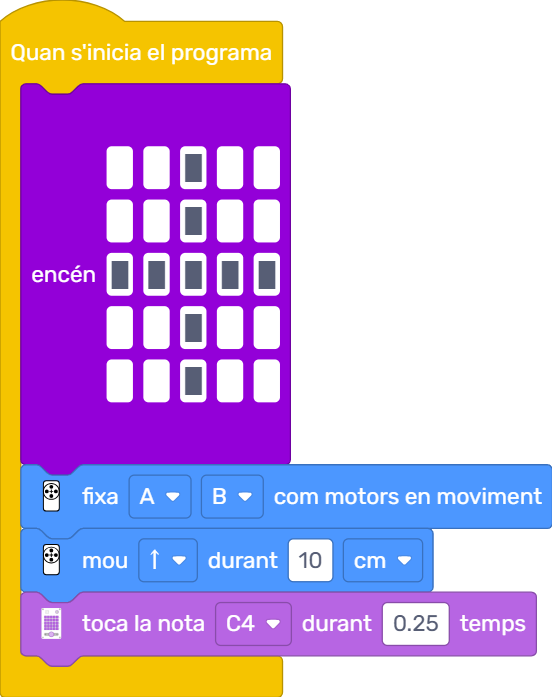 Quan s'inicia el programa
encén
fixa A B com motors en moviment
mou ↑ durant 10 cm
toca la nota C4 durant 0.25 temps